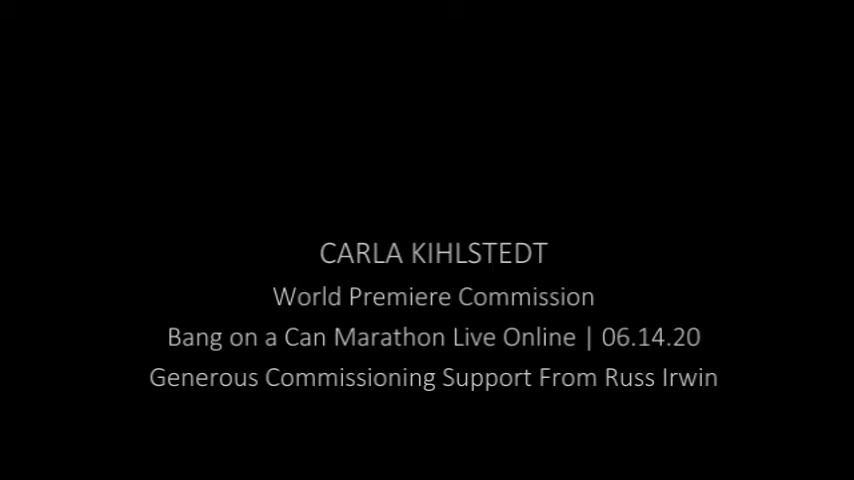 CARLA KIHLSTEDT
World Premiere Commission
Bang on a Can Marathon Live Online | 06.14.20
Generous Commissioning Support From Russ Irwin